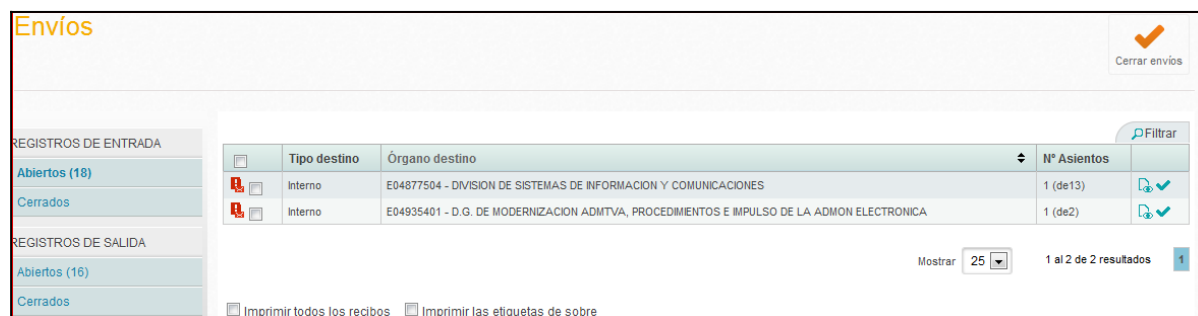 Envíos
Cerrar envíos
REGISTROS DE ENTRADA
Abiertos (18)
Cerrados
REGISTROS DE SALIDA
Abiertos (16)
Cerrados
Filtrar
Tipo destino Órgano destino Nº Asientos
Interno E04877504 - DIVISION DE SISTEMAS DE INFORMACION Y COMUNICACIONES 1 (de13)
Interno E04935401 - D.G. DE MODERNIZACION ADMTVA, PROCEDIMIENTOS E IMPULSO DE LA ADMON ELECTRONICA 1 (de2)
Mostrar 25 1 al 2 de 2 resultados 1
Imprimir todos los recibos Imprimir las etiquetas de sobre